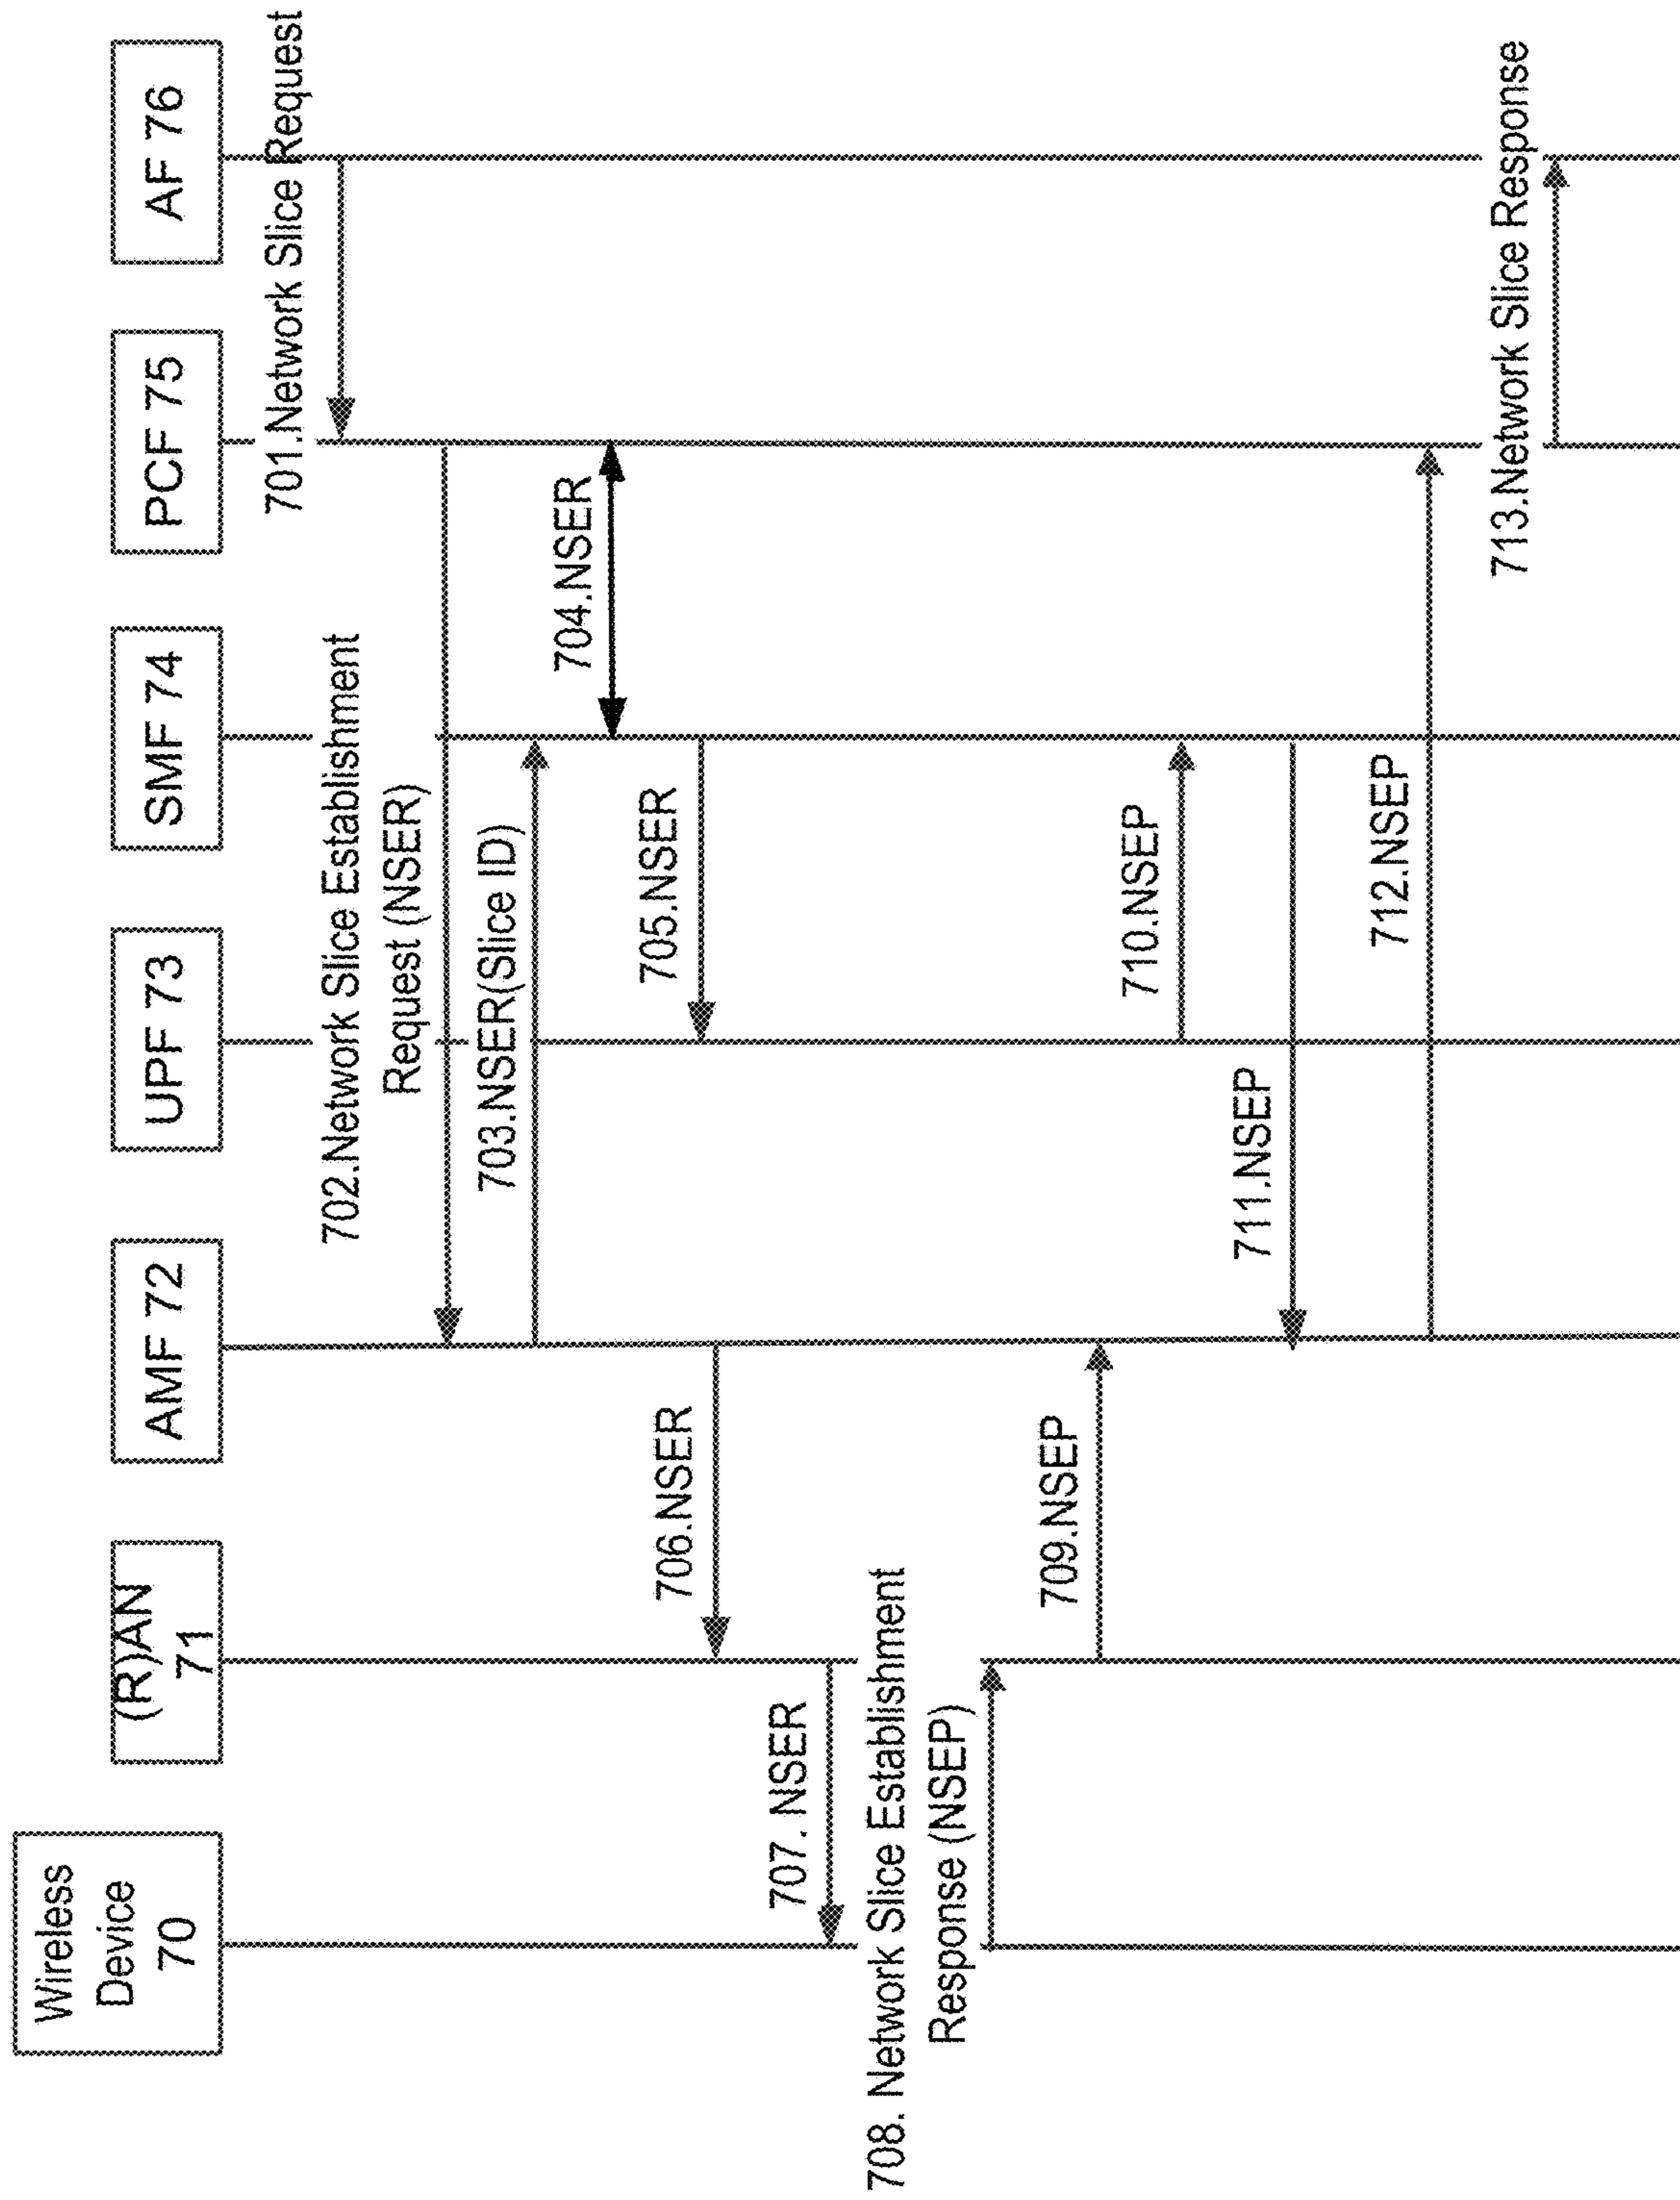 Wireless
Device
70
(R)AN
71
AMF 72
UPF 73
SMF 74
PCF 75
AF 76
701.Network Slice Request
702.Network Slice Establishment
Request (NSER)
703.NSER(Slice ID)
704.NSER
705.NSER
706.NSER
707. NSER
708. Network Slice Establishment
Response (NSEP)
709.NSEP
710.NSEP
711.NSEP
712.NSEP
713.Network Slice Response